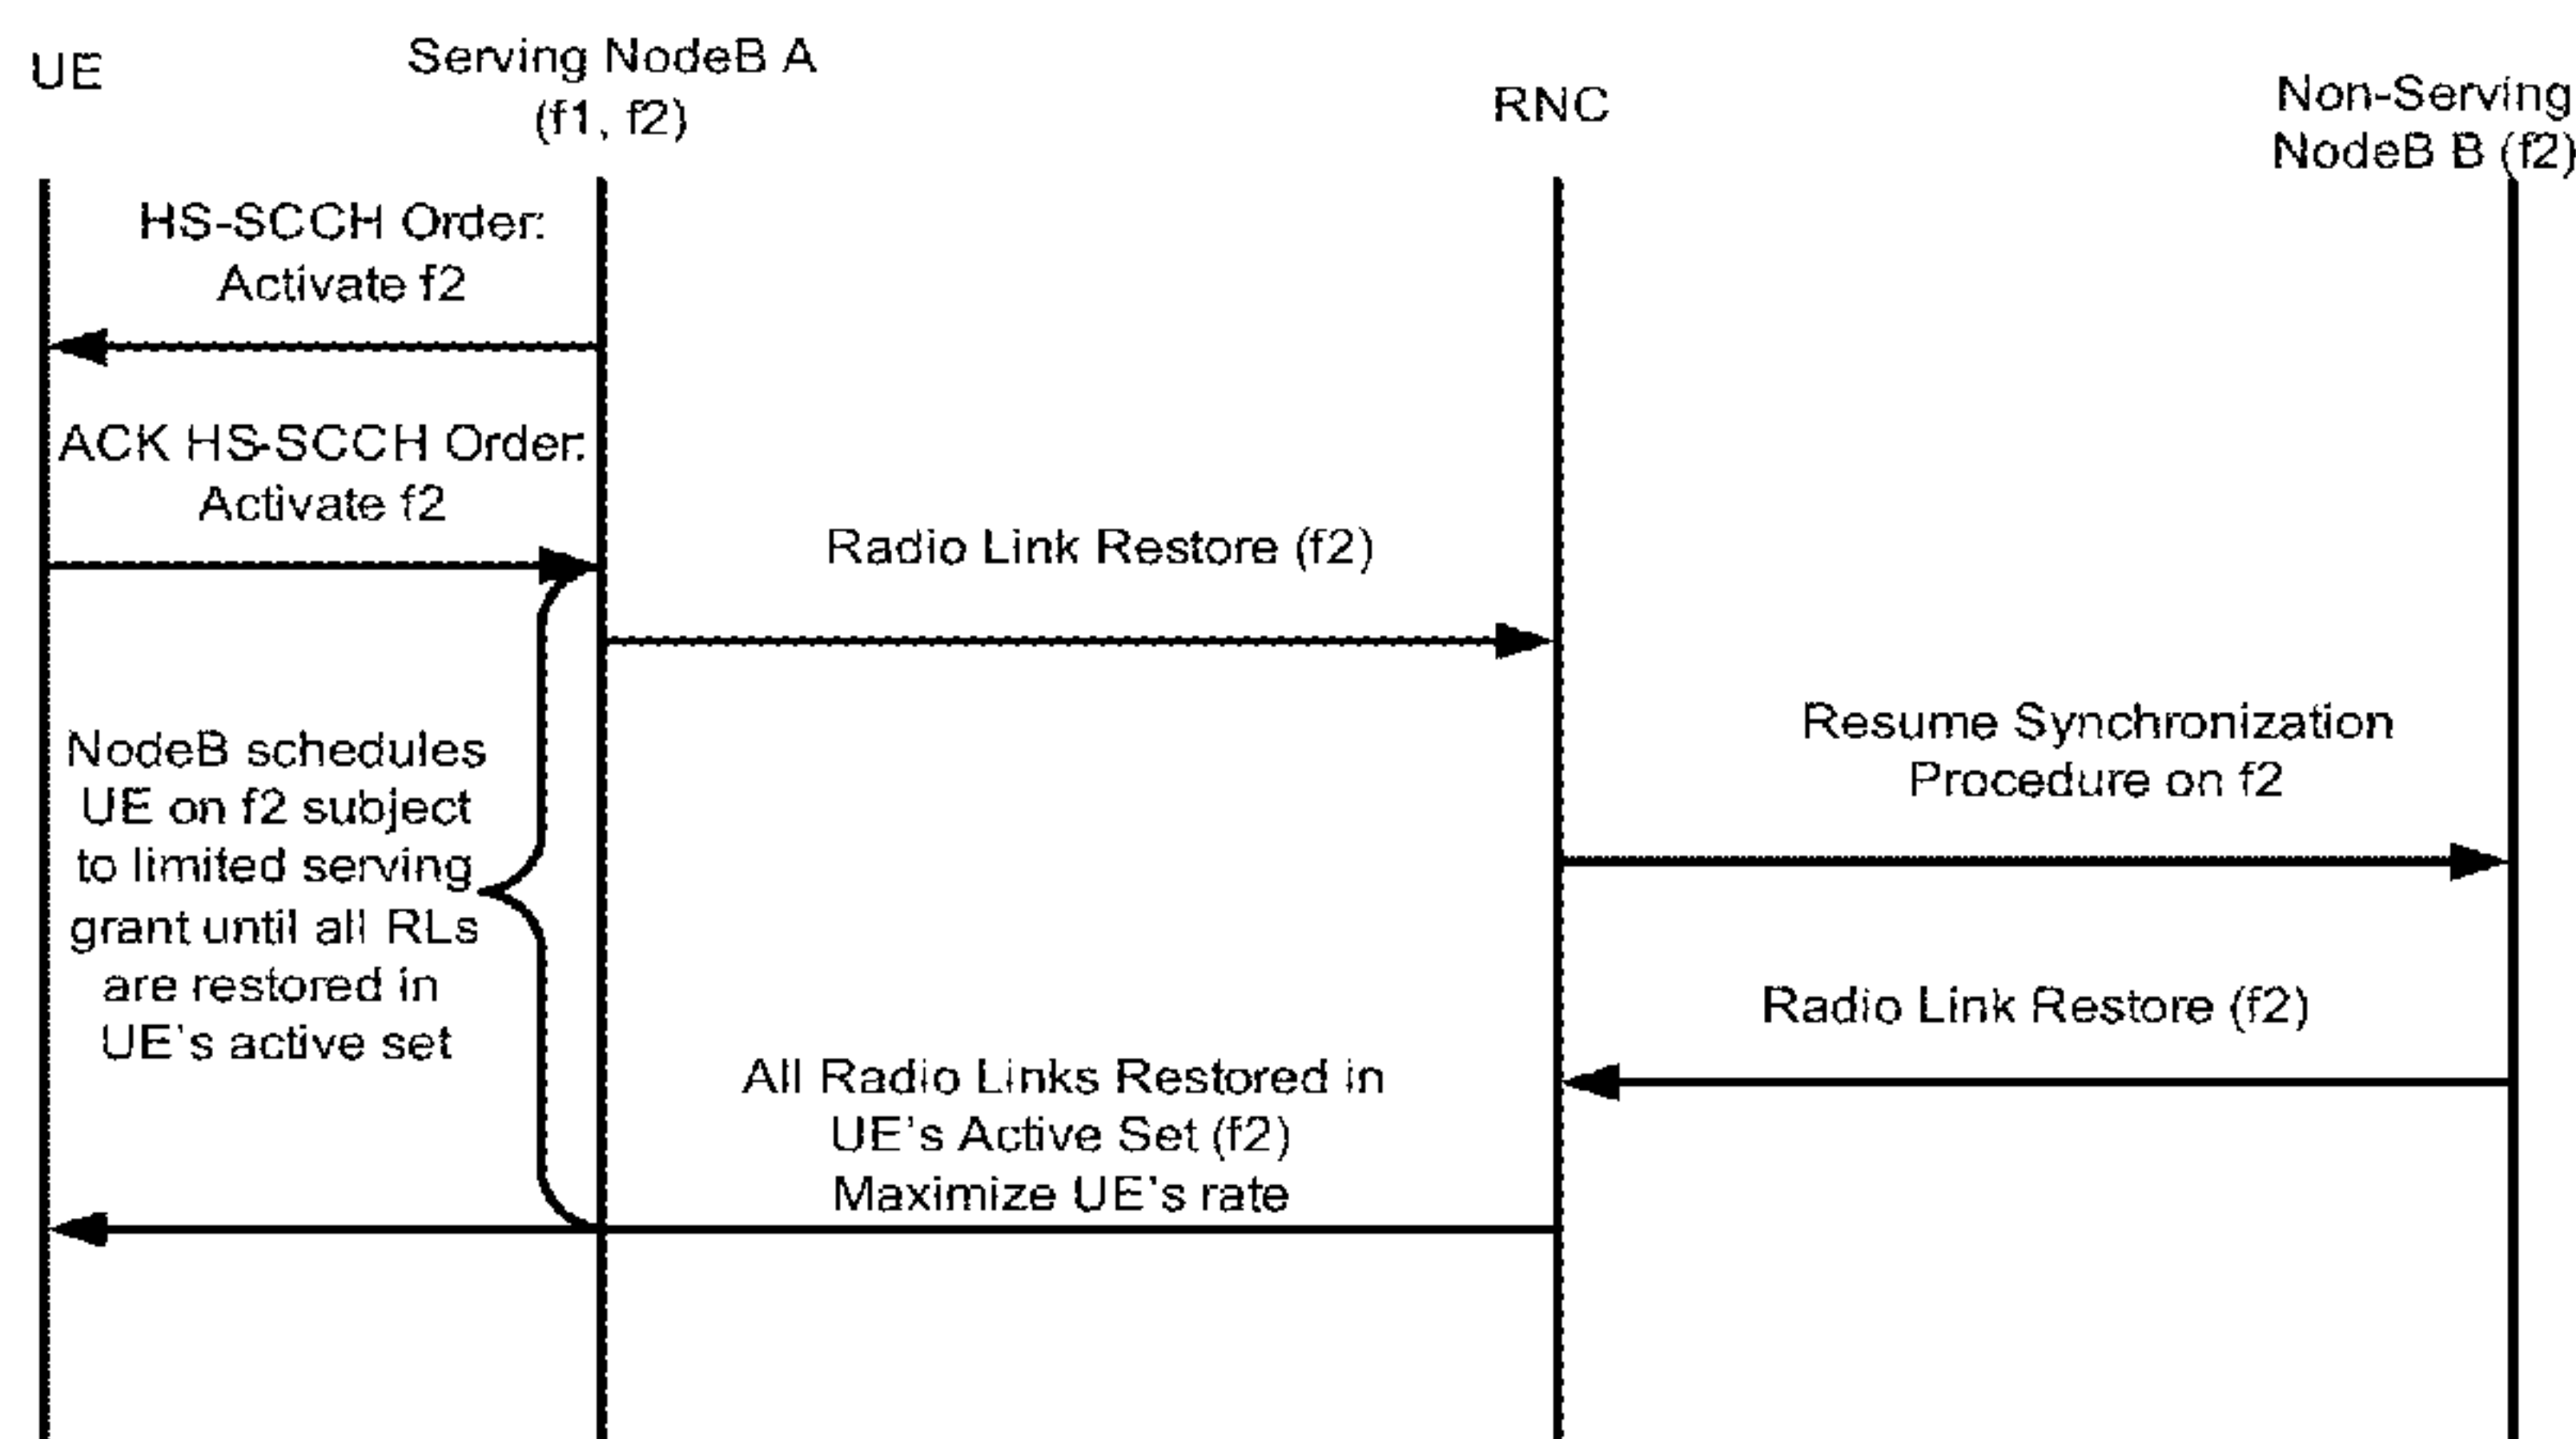 UE
Serving NodeB A
(f1, f2)
RNC
Non-Serving
NodeB B (f2)
HS-SCCH Order:
Activate f2
ACK HS-SCCH Order:
Activate f2
Radio Link Restore (f2)
Resume Synchronization
Procedure on f2
NodeB schedules
UE on f2 subject
to limited serving
grant until all RLs
are restored in
UE's active set
Radio Link Restore (f2)
All Radio Links Restored in
UE's Active Set (f2)
Maximize UE's rate